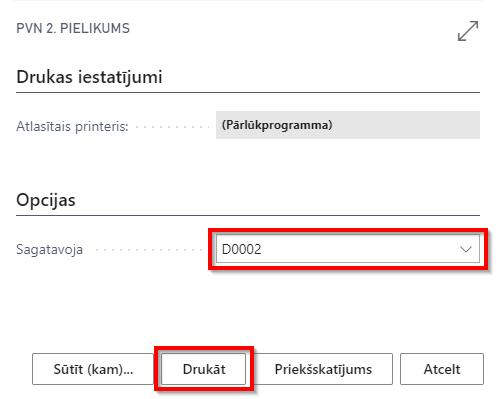 PVN 2. PIELIKUMS
Drukas iestatījumi
Atlasītais printeris:
(Pārlūkprogramma)
Opcijas
Sagatavoja
D0002
Sūtīt (kam)...
Drukāt
Priekšskatījums
Atcelt